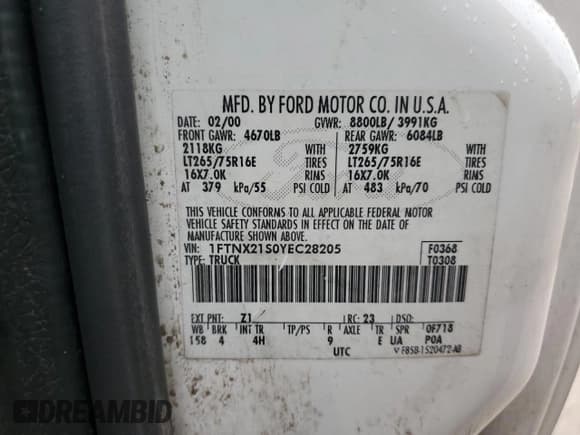 MFD. BY FORD MOTOR CO. IN U.S.A.
DATE: 02/00 GVWR: 8800LB/ 3991KG
FRONT GAWR: 4670LB REAR GAWR: 6084LB
2118KG WITH 2759KG WITH
LT265/75R16E TIRES LT265/75R16E TIRES
16X7.0K RIMS 16X7.0K RIMS
AT 379 kPa/55 PSI COLD AT 483 kPa/70 PSI COLD
THIS VEHICLE CONFORMS TO ALL APPLICABLE FEDERAL MOTOR
VEHICLE SAFETY STANDARDS IN EFFECT ON THE DATE OF
MANUFACTURE SHOWN ABOVE.
VIN: 1FTNX21S0YEC28205 F0368
TYPE: TRUCK T0308
EXT PNT: Z1 RC: 23 DSO:
WB BRK INT TR TP/PS R AXLE TR SPR 0F718
158 4 4H 9 E UA P0A
UTC F85B-1520472-AB
DREAMBID